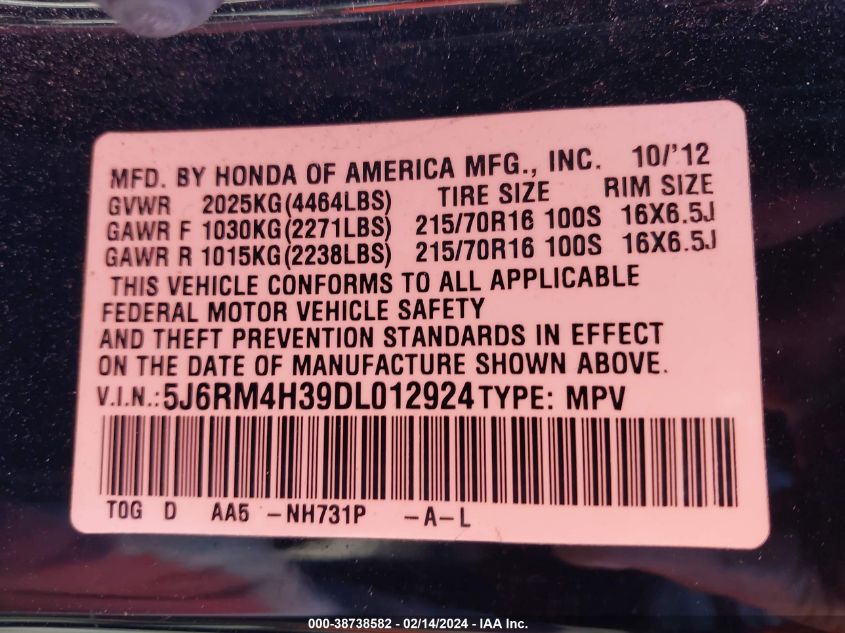 MFD. BY HONDA OF AMERICA MFG., INC. 10/'12
GVWR 2025KG(4464LBS) TIRE SIZE RIM SIZE
GAWR F 1030KG(2271LBS) 215/70R16 100S 16X6.5J
GAWR R 1015KG(2238LBS) 215/70R16 100S 16X6.5J
THIS VEHICLE CONFORMS TO ALL APPLICABLE
FEDERAL MOTOR VEHICLE SAFETY
AND THEFT PREVENTION STANDARDS IN EFFECT
ON THE DATE OF MANUFACTURE SHOWN ABOVE.
V.I.N.: 5J6RM4H39DL012924 TYPE: MPV
TOG D AA5 -NH731P -A-L
000-38738582 - 02/14/2024 - IAA Inc.